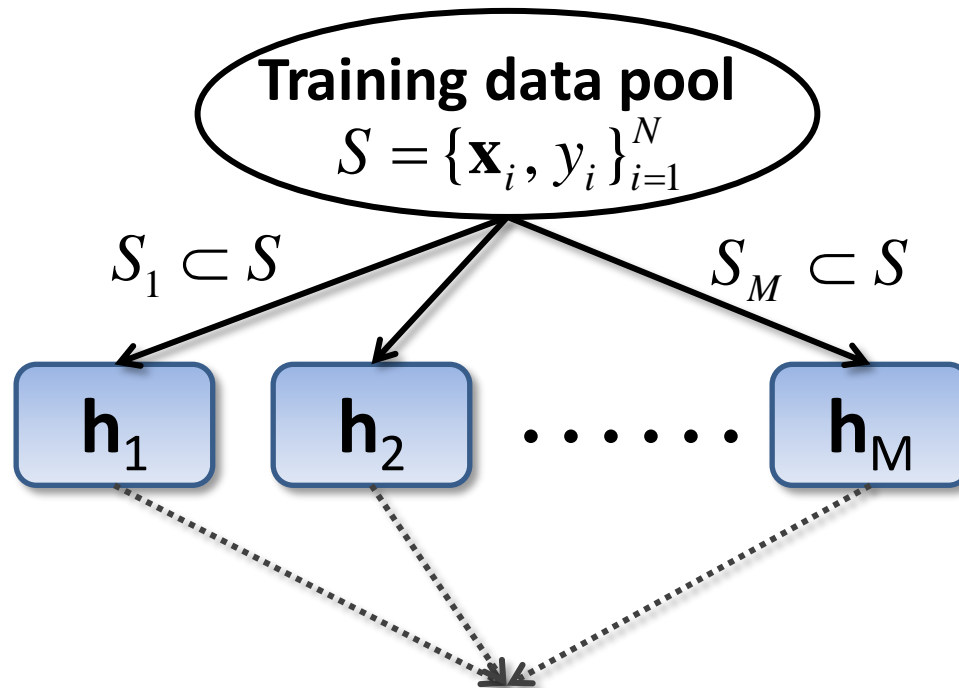 Training data pool
S = {𝐱_i, y_i}_{i=1}^N
S_1 ⊂ S
S_M ⊂ S
h_1 h_2 ...... h_M